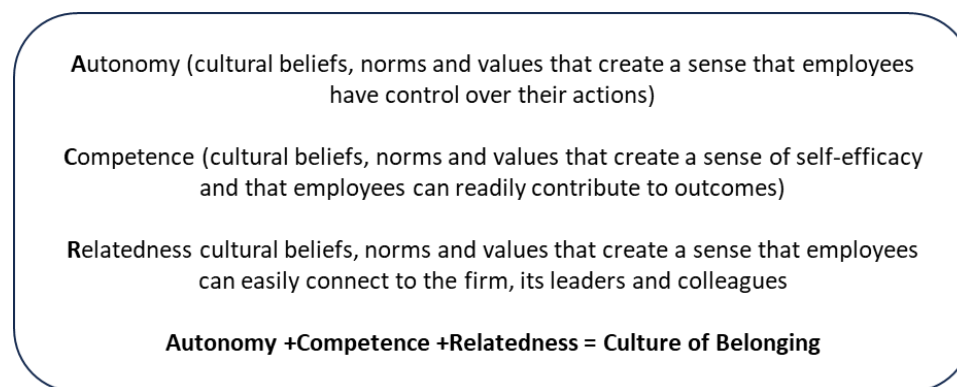 Autonomy (cultural beliefs, norms and values that create a sense that employees
have control over their actions)
Competence (cultural beliefs, norms and values that create a sense of self-efficacy
and that employees can readily contribute to outcomes)
Relatedness cultural beliefs, norms and values that create a sense that employees
can easily connect to the firm, its leaders and colleagues
Autonomy +Competence +Relatedness = Culture of Belonging